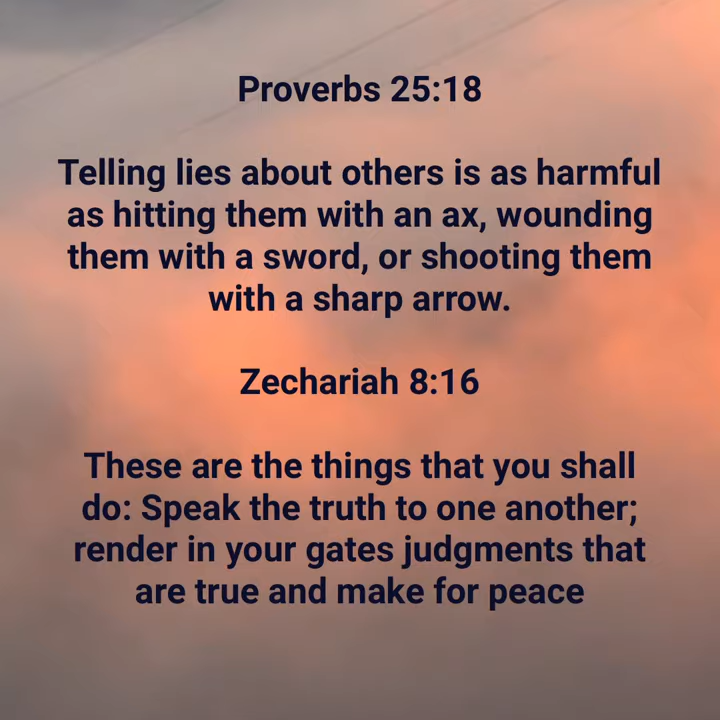 Proverbs 25:18
Telling lies about others is as harmful
as hitting them with an ax, wounding
them with a sword, or shooting them
with a sharp arrow.
Zechariah 8:16
These are the things that you shall
do: Speak the truth to one another;
render in your gates judgments that
are true and make for peace